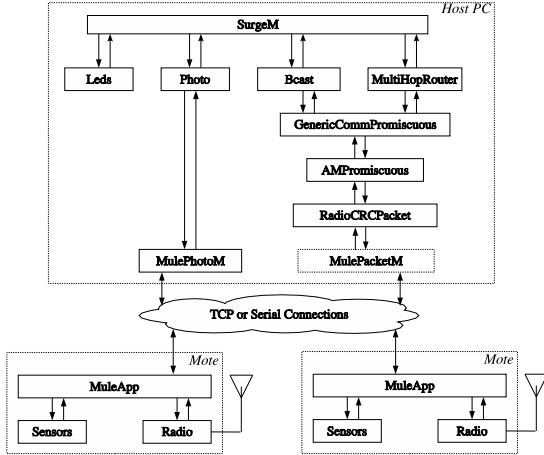 Host PC
SurgeM
Leds
Photo
Bcast
MultiHopRouter
GenericCommPromiscuous
AMPromiscuous
RadioCRCPacket
MulePhotoM
MulePacketM
TCP or Serial Connections
Mote
MuleApp
Sensors
Radio
Mote
MuleApp
Sensors
Radio